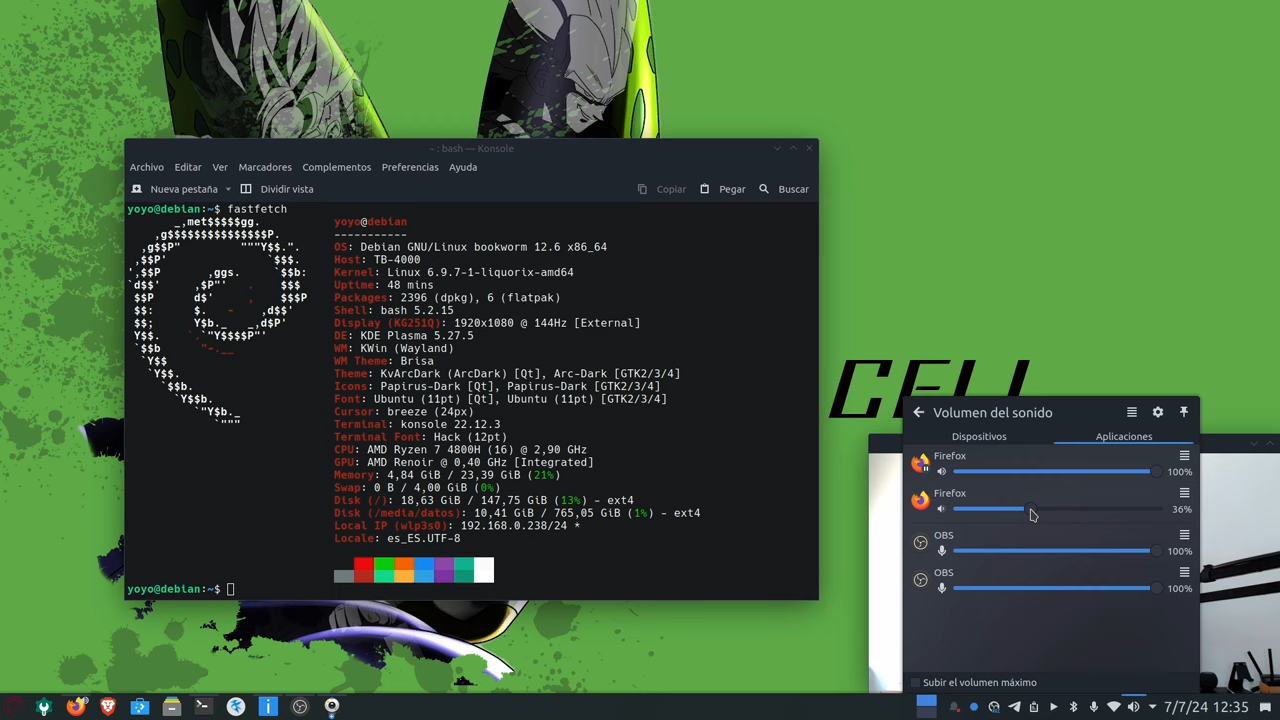 ~ : bash — Konsole
Archivo Editar Ver Marcadores Complementos Preferencias Ayuda
Nueva pestaña Dividir vista Copiar Pegar Buscar
yoyo@debian:~$ fastfetch
yoyo@debian
-----------
OS: Debian GNU/Linux bookworm 12.6 x86_64
Host: TB-4000
Kernel: Linux 6.9.7-1-liquorix-amd64
Uptime: 48 mins
Packages: 2396 (dpkg), 6 (flatpak)
Shell: bash 5.2.15
Display (KG251Q): 1920x1080 @ 144Hz [External]
DE: KDE Plasma 5.27.5
WM: KWin (Wayland)
WM Theme: Brisa
Theme: KvArcDark (ArcDark) [Qt], Arc-Dark [GTK2/3/4]
Icons: Papirus-Dark [Qt], Papirus-Dark [GTK2/3/4]
Font: Ubuntu (11pt) [Qt], Ubuntu (11pt) [GTK2/3/4]
Cursor: breeze (24px)
Terminal: konsole 22.12.3
Terminal Font: Hack (12pt)
CPU: AMD Ryzen 7 4800H (16) @ 2,90 GHz
GPU: AMD Renoir @ 0,40 GHz [Integrated]
Memory: 4,84 GiB / 23,39 GiB (21%)
Swap: 0 B / 4,00 GiB (0%)
Disk (/): 18,63 GiB / 147,75 GiB (13%) - ext4
Disk (/media/datos): 10,41 GiB / 765,05 GiB (1%) - ext4
Local IP (wlp3s0): 192.168.0.238/24 *
Locale: es_ES.UTF-8
yoyo@debian:~$
CELL
Volumen del sonido
Dispositivos Aplicaciones
Firefox
100%
Firefox
36%
OBS
100%
OBS
100%
Subir el volumen máximo
7/7/24 12:35